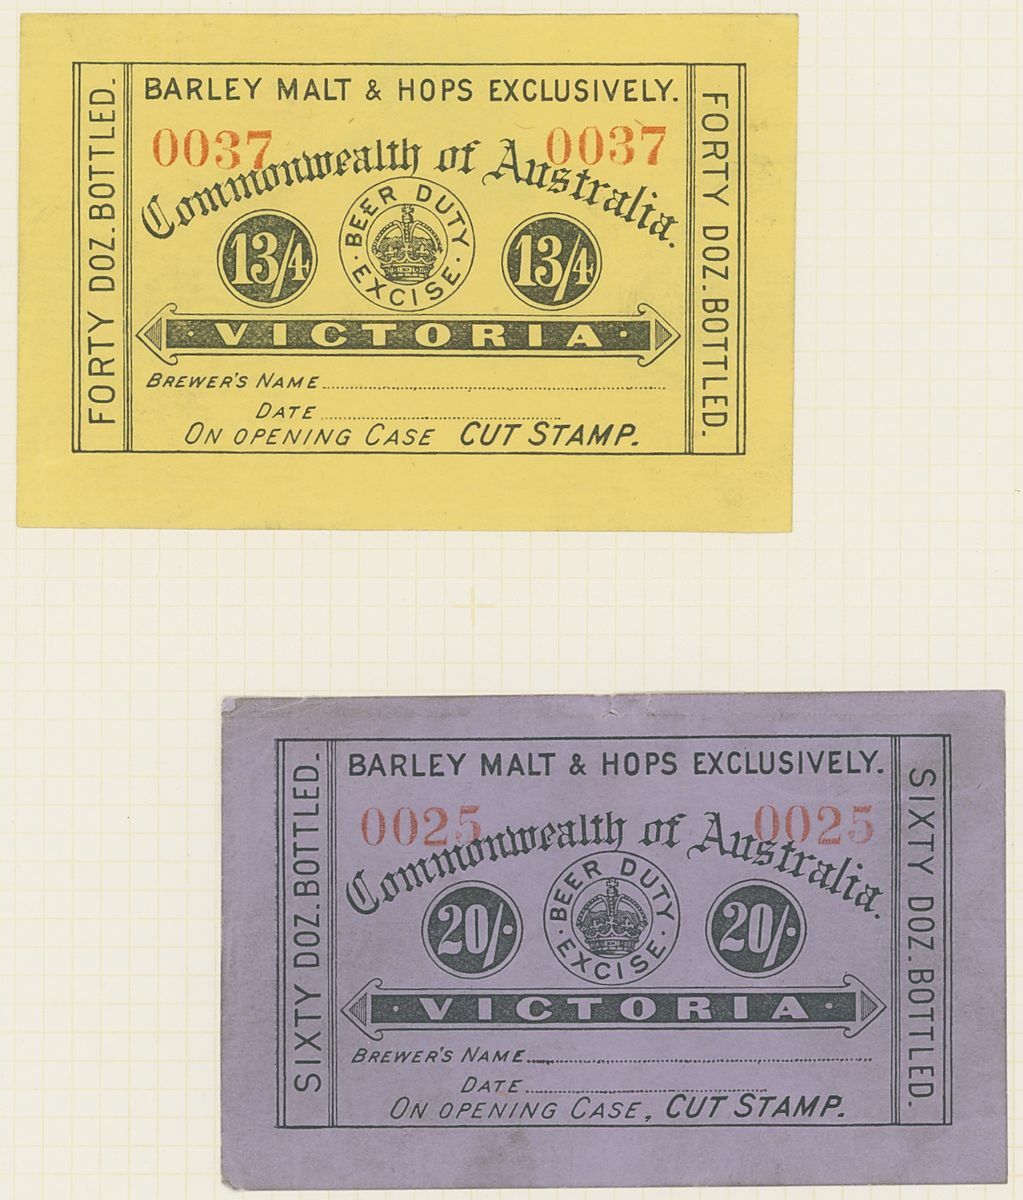 BARLEY MALT & HOPS EXCLUSIVELY.
FORTY DOZ. BOTTLED.
FORTY DOZ. BOTTLED.
0037 0037
Commonwealth of Australia.
13/4 BEER DUTY · EXCISE · 13/4
· VICTORIA ·
BREWER'S NAME
DATE
ON OPENING CASE CUT STAMP.
BARLEY MALT & HOPS EXCLUSIVELY.
SIXTY DOZ. BOTTLED.
SIXTY DOZ. BOTTLED.
0025 0025
Commonwealth of Australia.
20/- BEER DUTY · EXCISE · 20/-
· VICTORIA ·
BREWER'S NAME
DATE
ON OPENING CASE, CUT STAMP.